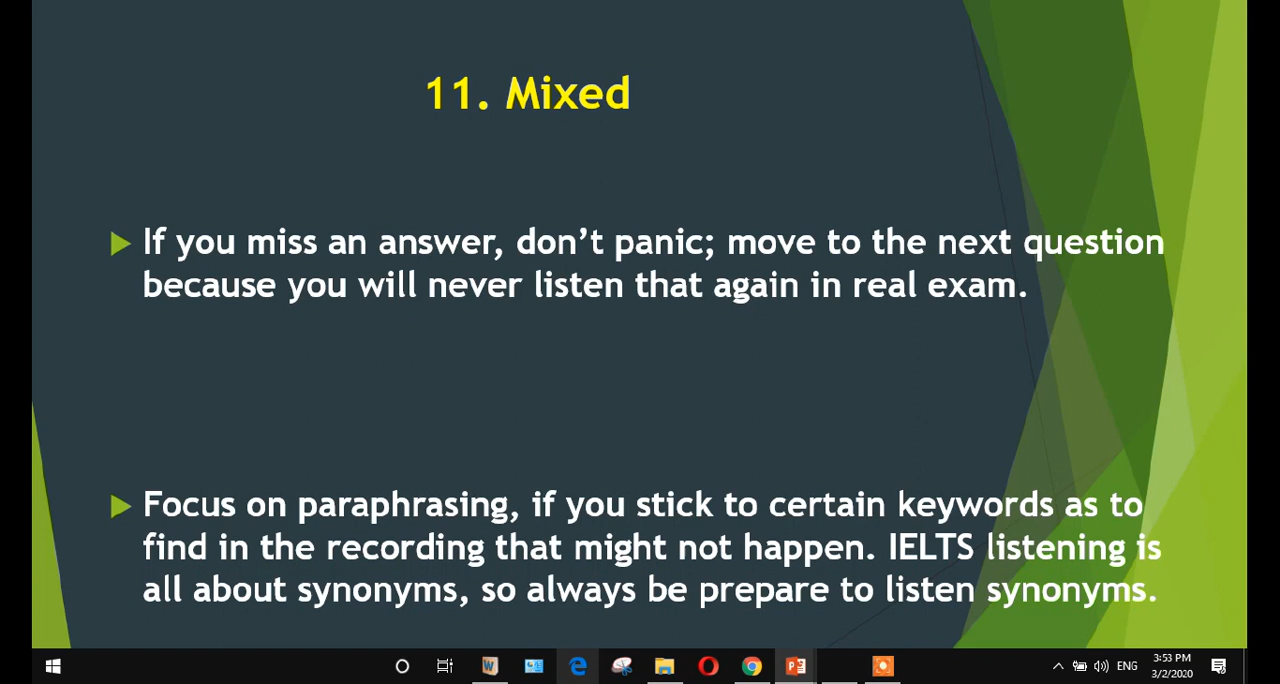 11. Mixed
If you miss an answer, don’t panic; move to the next question
because you will never listen that again in real exam.
Focus on paraphrasing, if you stick to certain keywords as to
find in the recording that might not happen. IELTS listening is
all about synonyms, so always be prepare to listen synonyms.
ENG
3:53 PM
3/2/2020